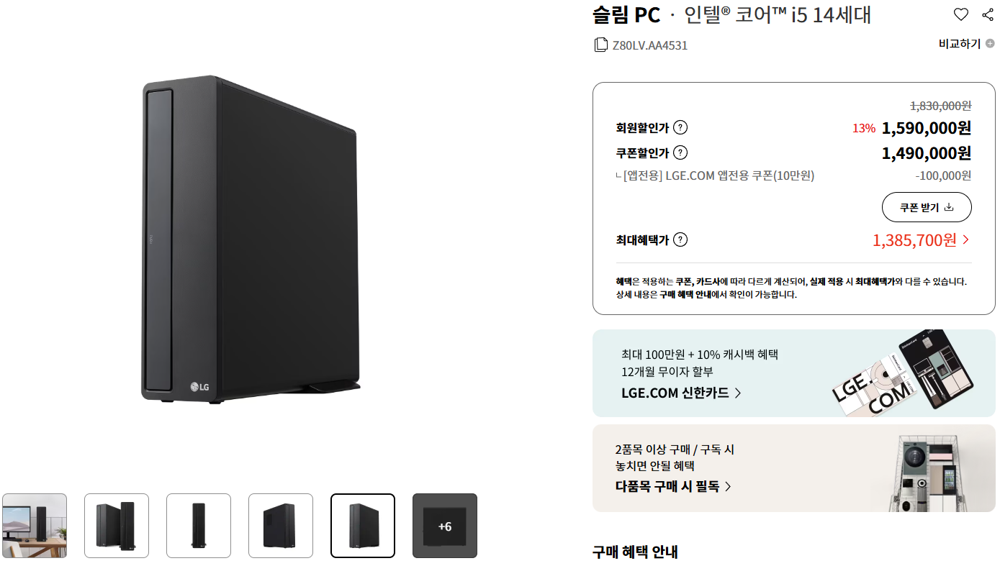 슬림 PC · 인텔® 코어™ i5 14세대
Z80LV.AA4531
비교하기
1,830,000원
회원할인가 ? 13% 1,590,000원
쿠폰할인가 ? 1,490,000원
ㄴ [앱전용] LGE.COM 앱전용 쿠폰(10만원) -100,000원
쿠폰 받기
최대혜택가 ? 1,385,700원
혜택은 적용하는 쿠폰, 카드사에 따라 다르게 계산되어, 실제 적용 시 최대혜택가와 다를 수 있습니다.
상세 내용은 구매 혜택 안내에서 확인이 가능합니다.
최대 100만원 + 10% 캐시백 혜택
12개월 무이자 할부
LGE.COM 신한카드
LGE.
COM
2품목 이상 구매 / 구독 시
놓치면 안될 혜택
다품목 구매 시 필독
구매 혜택 안내
LG
+6